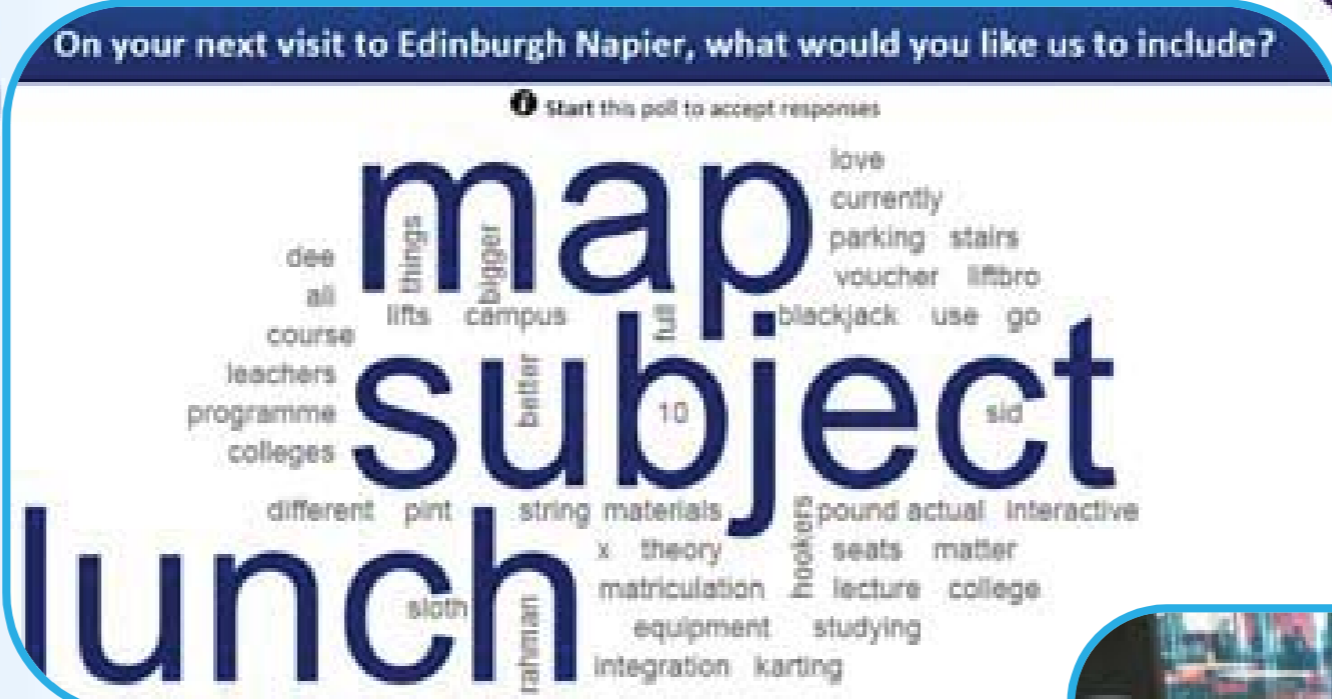 On your next visit to Edinburgh Napier, what would you like us to include?
Start this poll to accept responses
map
love
currently
parking stairs
voucher liftbro
things
bigger
dee
all
lifts campus
full
blackjack use go
course
subject
leachers
better
programme
10
sid
colleges
different pint string materials
hookers
pound actual interactive
lunch
x theory
seats matter
matriculation
lecture college
sloth
rahman
equipment studying
integration karting